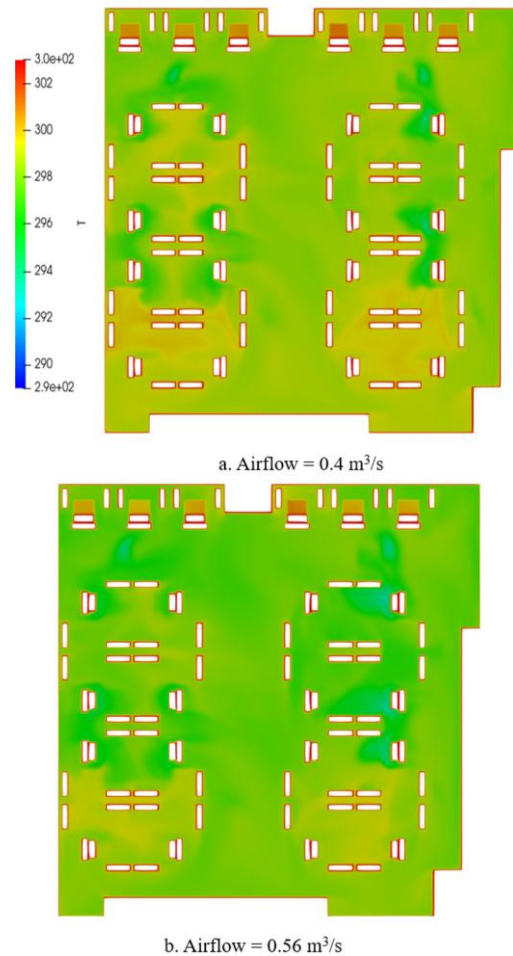 3.0e+02
302
300
298
T
296
294
292
290
2.9e+02
a. Airflow = 0.4 m³/s
b. Airflow = 0.56 m³/s